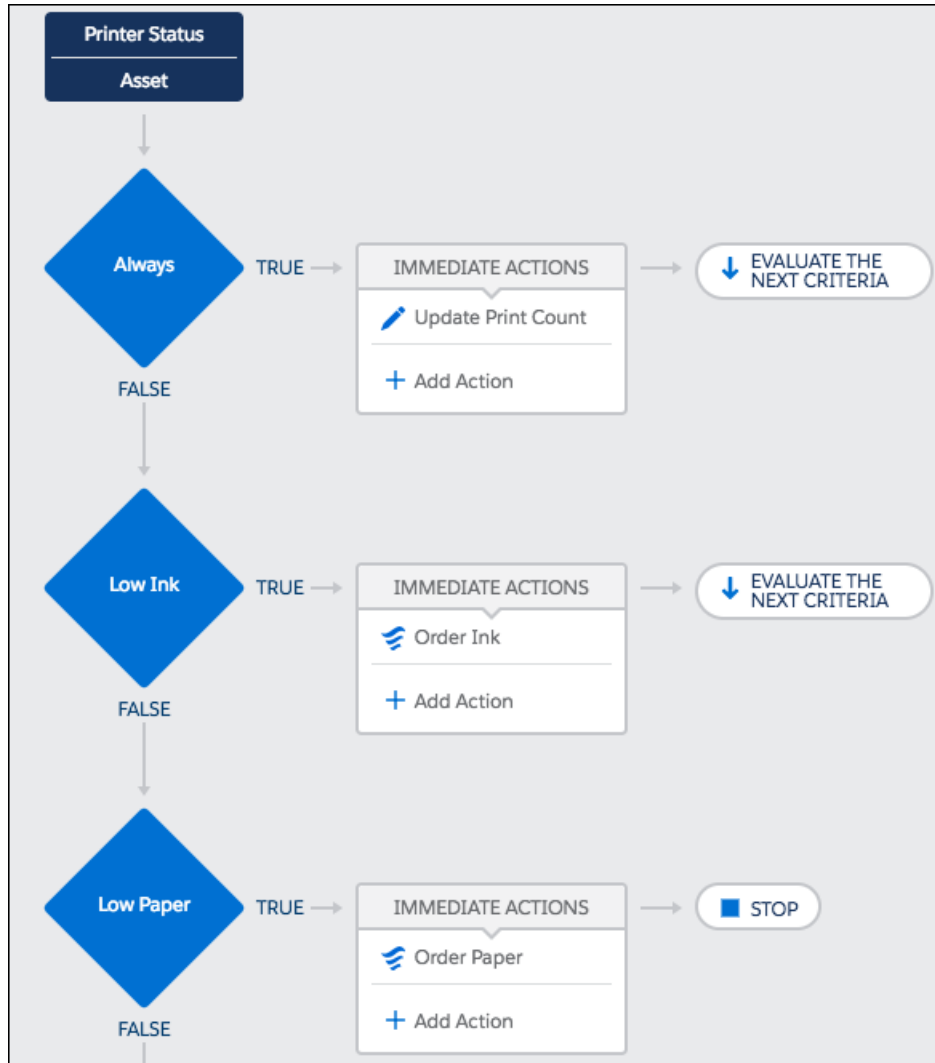 Printer Status
Asset
Always
TRUE
IMMEDIATE ACTIONS
Update Print Count
Add Action
EVALUATE THE
NEXT CRITERIA
FALSE
Low Ink
TRUE
IMMEDIATE ACTIONS
Order Ink
Add Action
EVALUATE THE
NEXT CRITERIA
FALSE
Low Paper
TRUE
IMMEDIATE ACTIONS
Order Paper
Add Action
STOP
FALSE